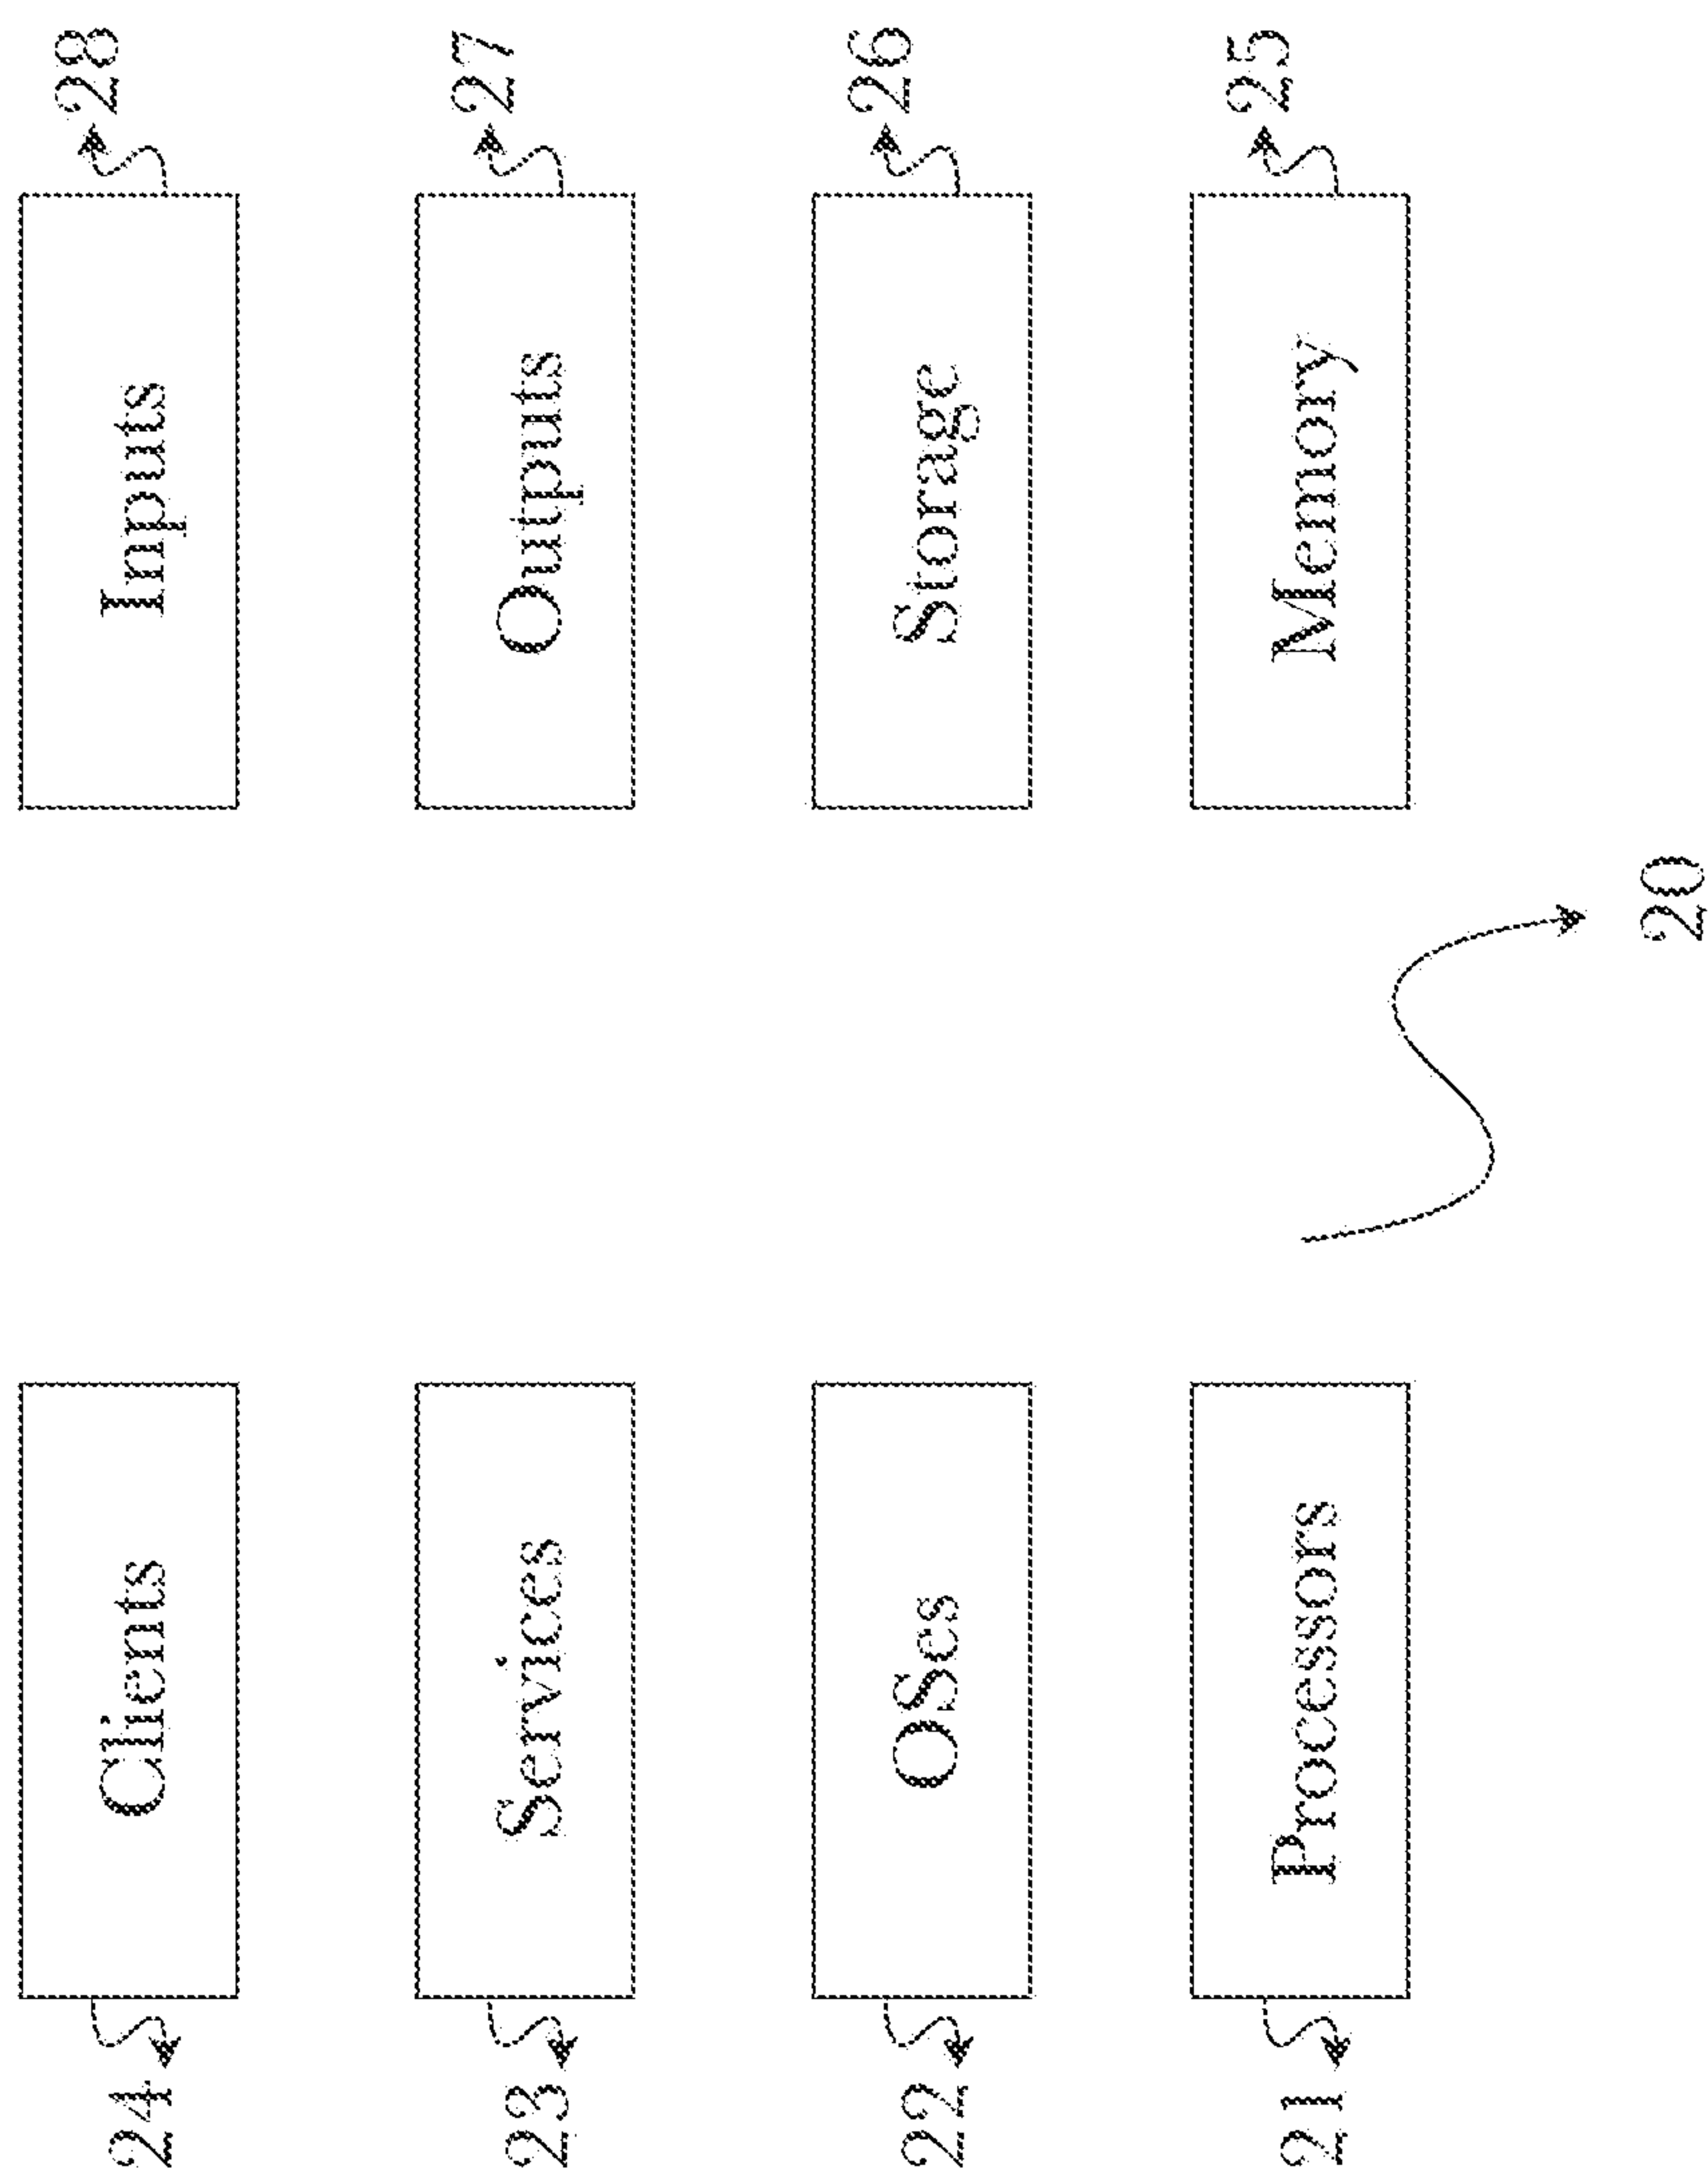 24 Clients Inputs 28
23 Services Outputs 27
22 OSes Storage 26
21 Processors Memory 25
20